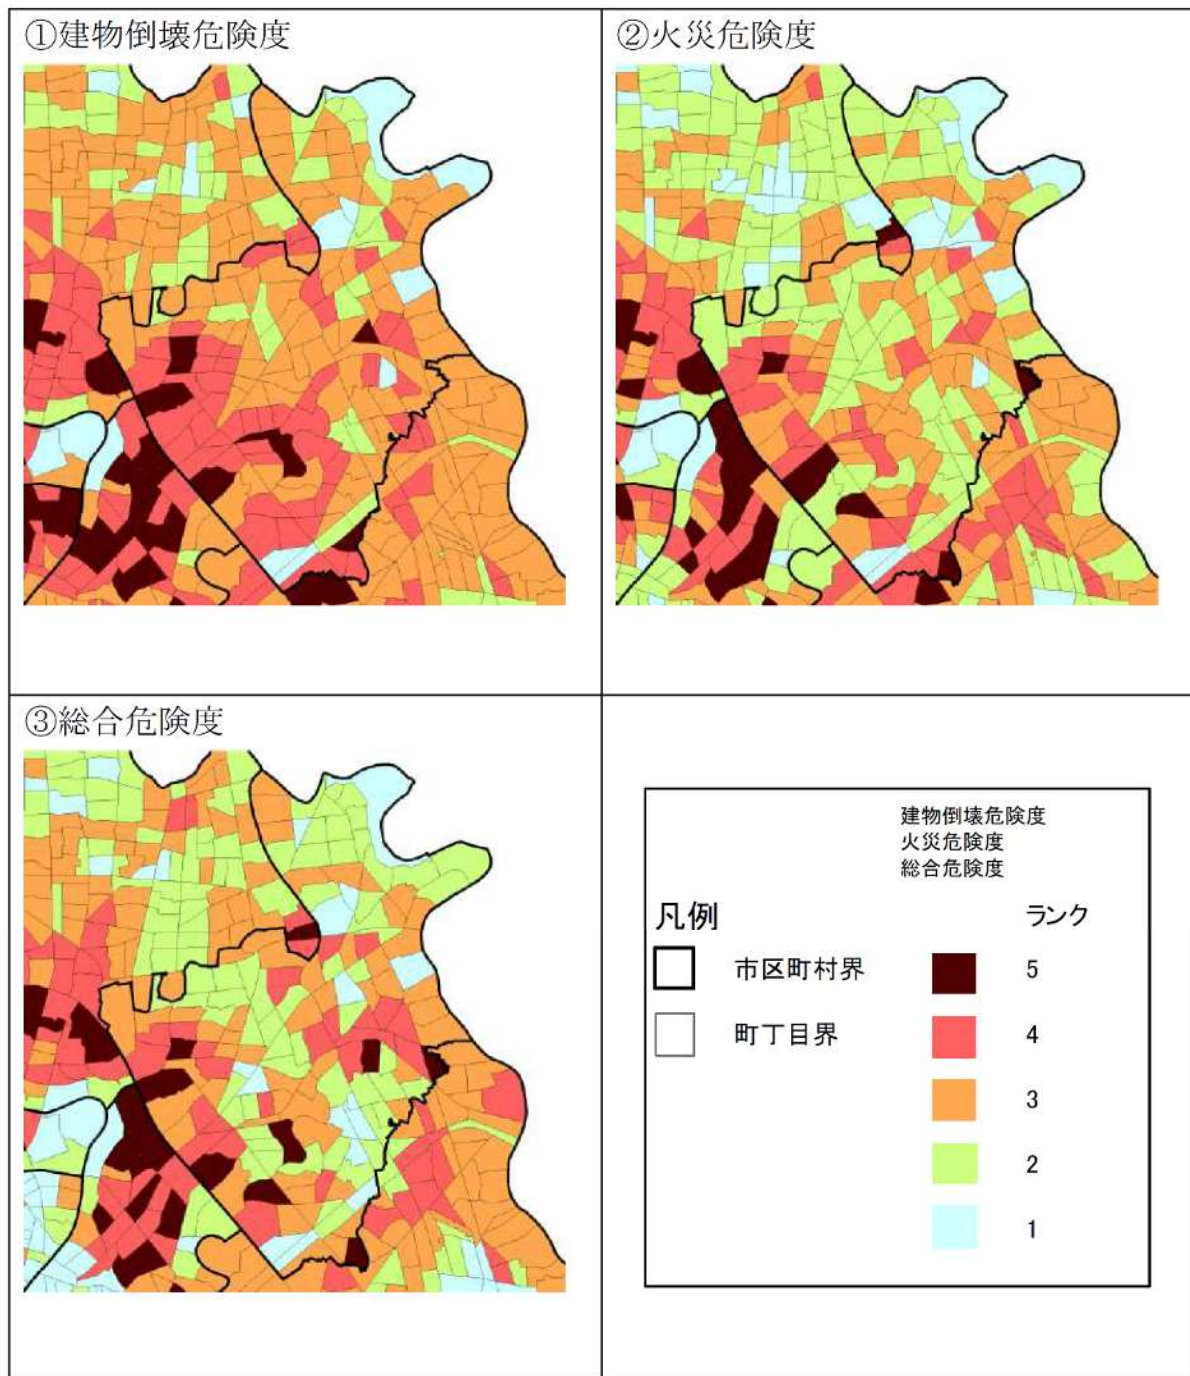 ①建物倒壊危険度
②火災危険度
③総合危険度
建物倒壊危険度
火災危険度
総合危険度
凡例
ランク
市区町村界
5
町丁目界
4
3
2
1